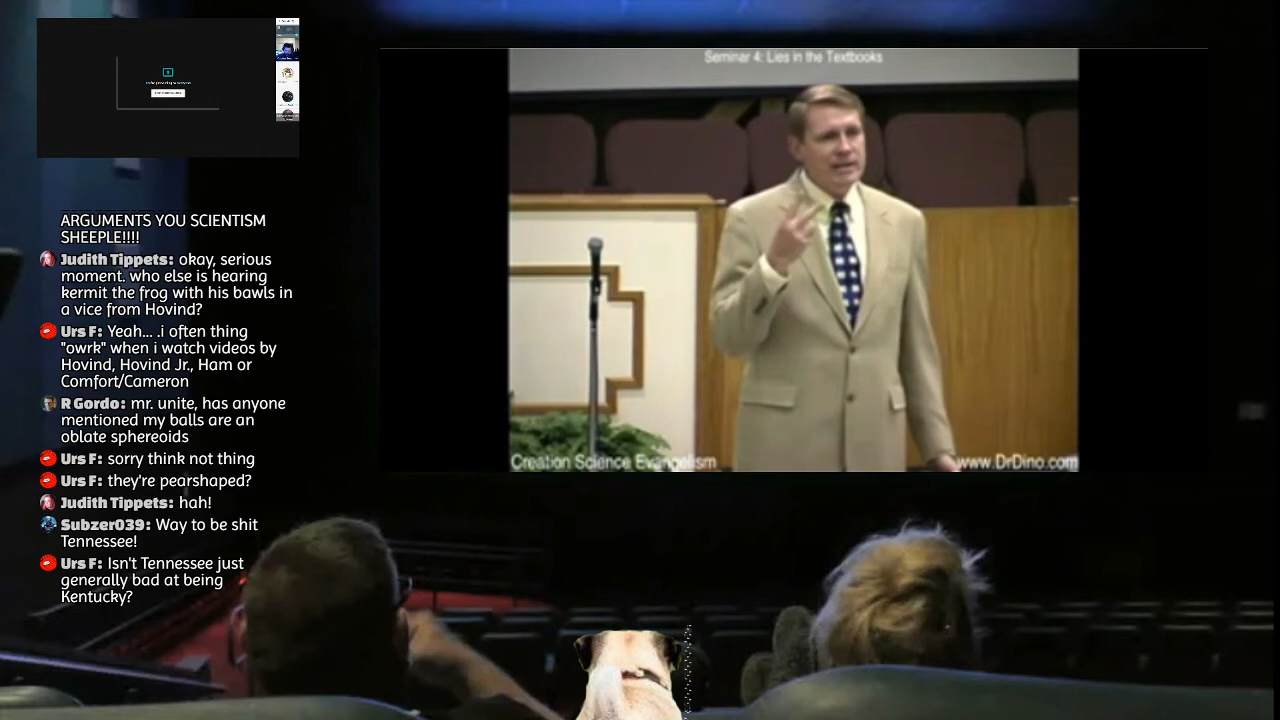 Seminar 4: Lies in the Textbooks
ARGUMENTS YOU SCIENTISM
SHEEPLE!!!!
Judith Tippets: okay, serious
moment. who else is hearing
kermit the frog with his bawls in
a vice from Hovind?
Urs F: Yeah... .i often thing
"owrk" when i watch videos by
Hovind, Hovind Jr., Ham or
Comfort/Cameron
R Gordo: mr. unite, has anyone
mentioned my balls are an
oblate sphereoids
Urs F: sorry think not thing
Urs F: they're pearshaped?
Judith Tippets: hah!
Subzer039: Way to be shit
Tennessee!
Urs F: Isn't Tennessee just
generally bad at being
Kentucky?
Creation Science Evangelism
www.DrDino.com